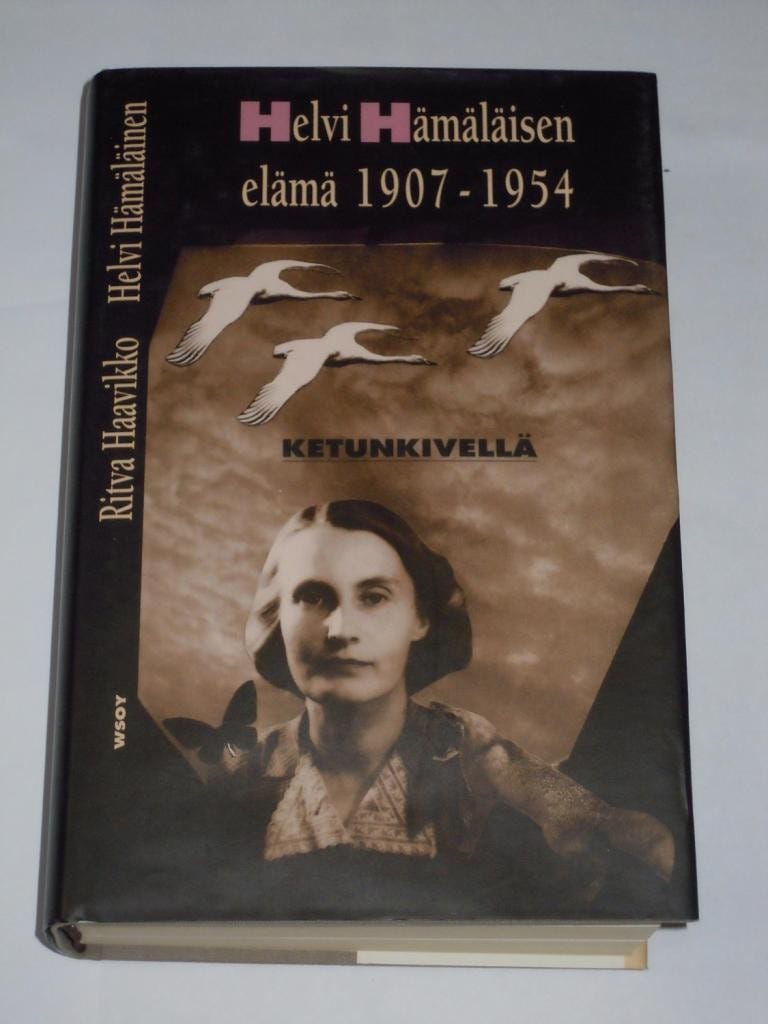 Helvi Hämäläisen
elämä 1907-1954
KETUNKIVELLÄ
Ritva Haavikko Helvi Hämäläinen
WSOY